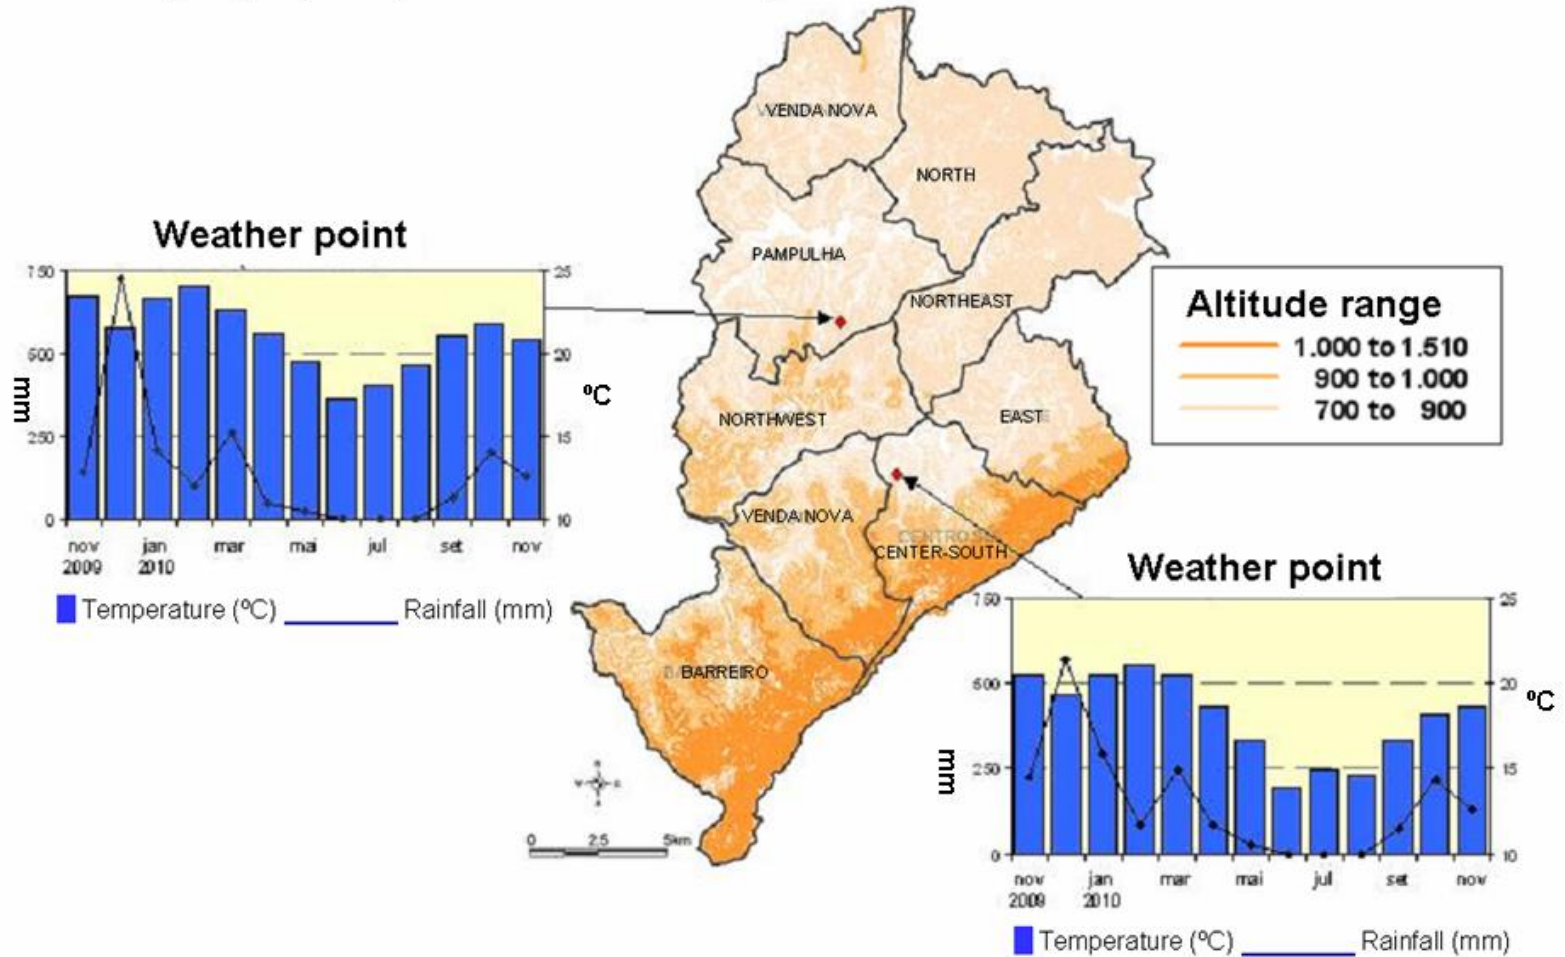 VENDA NOVA
NORTH
PAMPULHA
NORTHEAST
NORTHWEST
EAST
VENDA NOVA
CENTRO S
CENTER-SOUTH
BARREIRO
Weather point
750 25
500 20
250 15
0 10
mm
ºC
nov jan mar mai jul set nov
2009 2010
Temperature (ºC) Rainfall (mm)
Altitude range
1.000 to 1.510
900 to 1.000
700 to 900
0 2.5 5km
Weather point
750 25
500 20
250 15
0 10
mm
ºC
nov jan mar mai jul set nov
2009 2010
Temperature (ºC) Rainfall (mm)